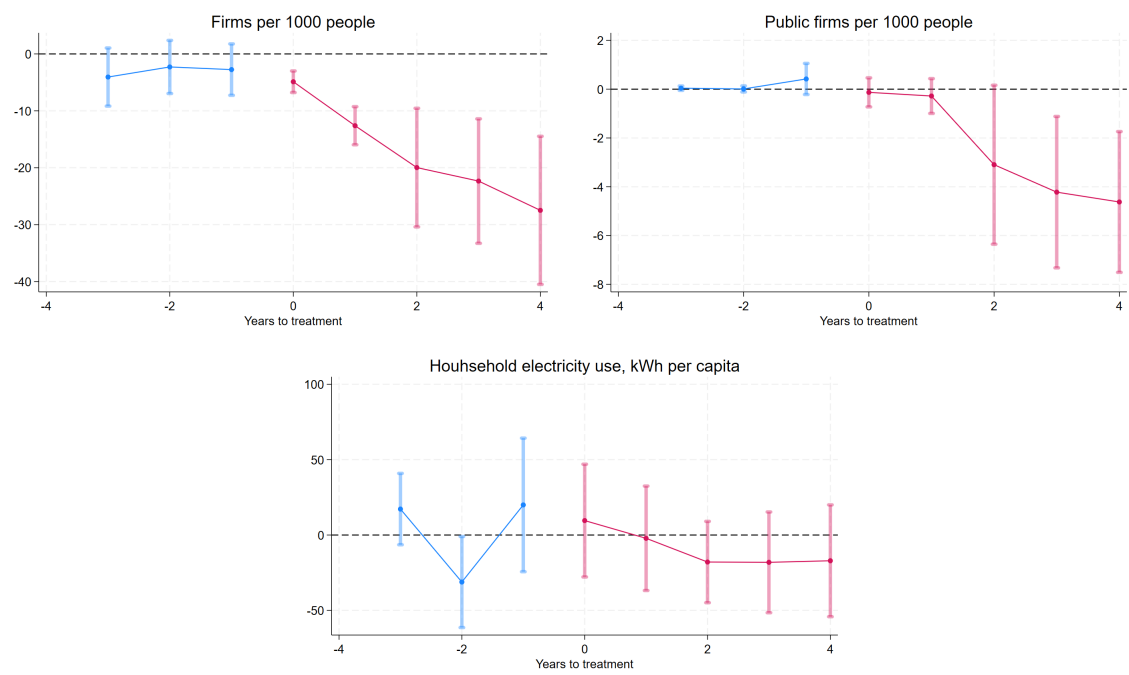 Firms per 1000 people
0
-10
-20
-30
-40
-4 -2 0 2 4
Years to treatment
Public firms per 1000 people
2
0
-2
-4
-6
-8
-4 -2 0 2 4
Years to treatment
Houhsehold electricity use, kWh per capita
100
50
0
-50
-4 -2 0 2 4
Years to treatment